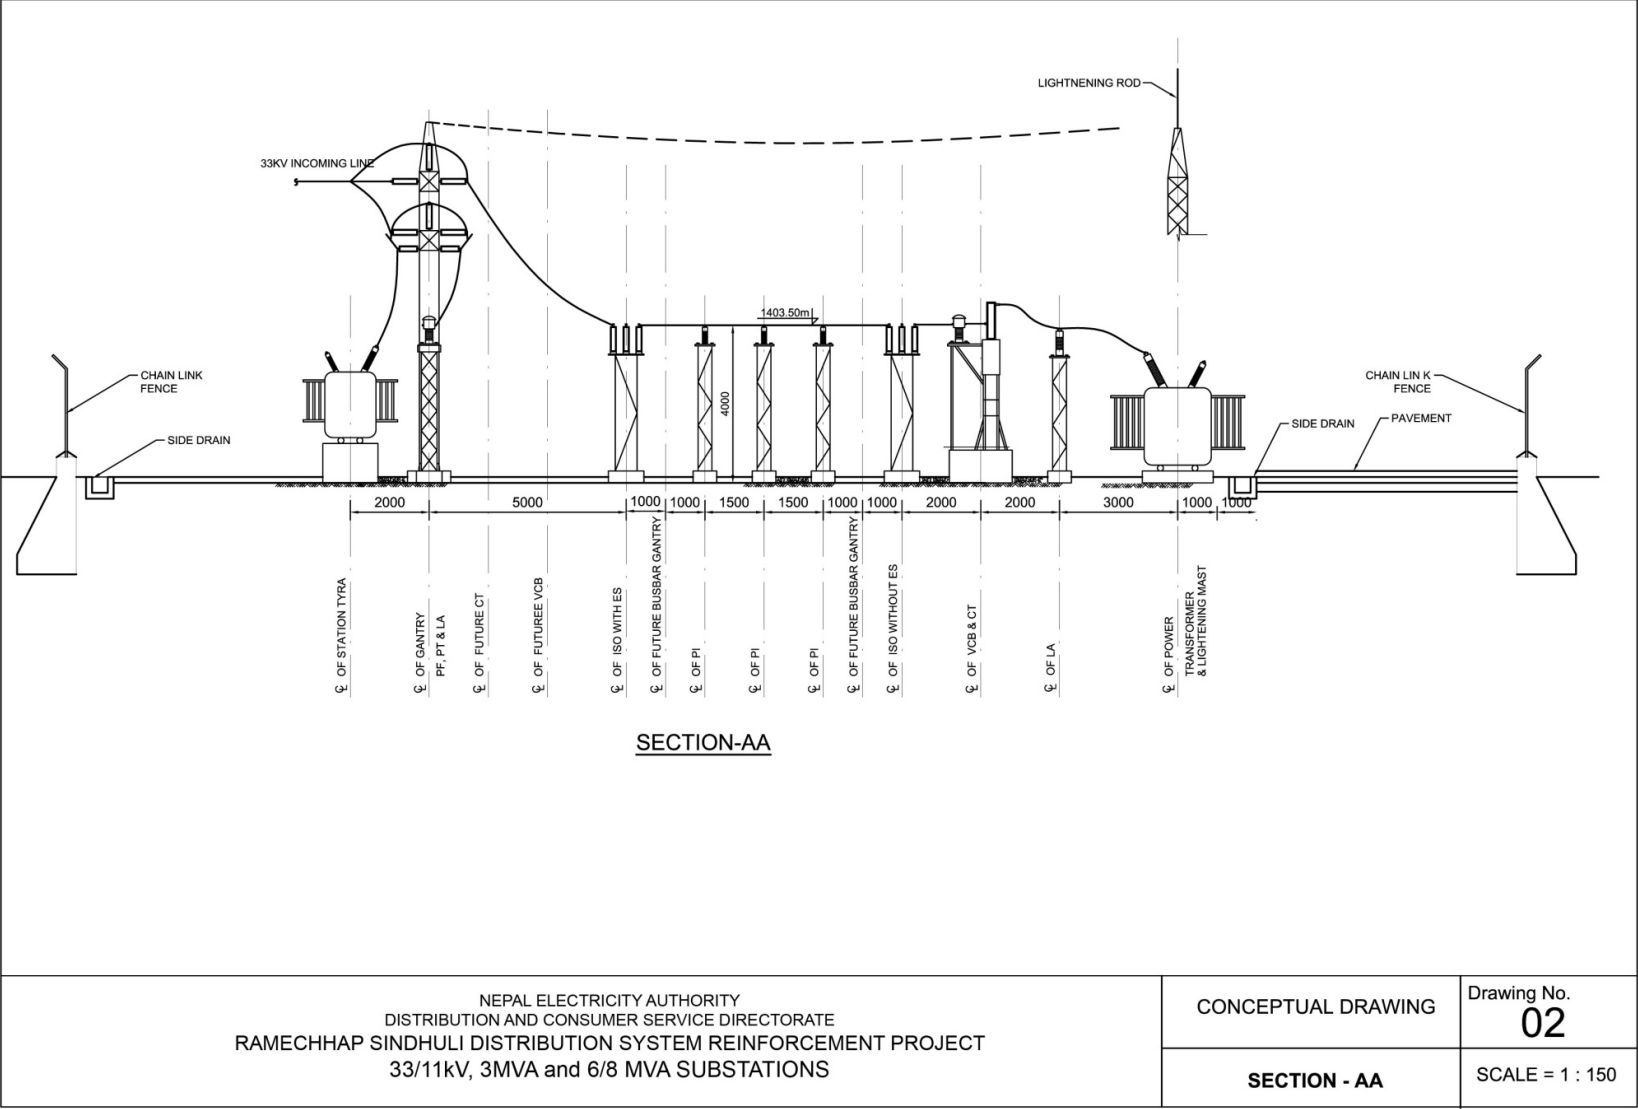 LIGHTNENING ROD
33KV INCOMING LINE
1403.50m
CHAIN LINK
FENCE
CHAIN LIN K
FENCE
4000
SIDE DRAIN
SIDE DRAIN
PAVEMENT
2000
5000
1000
1000
1500
1500
1000
1000
2000
2000
3000
1000
1000
℄ OF STATION TYRA
℄ OF GANTRY
PF, PT & LA
℄ OF FUTURE CT
℄ OF FUTUREE VCB
℄ OF ISO WITH ES
℄ OF FUTURE BUSBAR GANTRY
℄ OF PI
℄ OF PI
℄ OF PI
℄ OF FUTURE BUSBAR GANTRY
℄ OF ISO WITHOUT ES
℄ OF VCB & CT
℄ OF LA
℄ OF POWER
TRANSFORMER
& LIGHTENING MAST
SECTION-AA
NEPAL ELECTRICITY AUTHORITY
DISTRIBUTION AND CONSUMER SERVICE DIRECTORATE
RAMECHHAP SINDHULI DISTRIBUTION SYSTEM REINFORCEMENT PROJECT
33/11kV, 3MVA and 6/8 MVA SUBSTATIONS
CONCEPTUAL DRAWING
Drawing No.
02
SECTION - AA
SCALE = 1 : 150